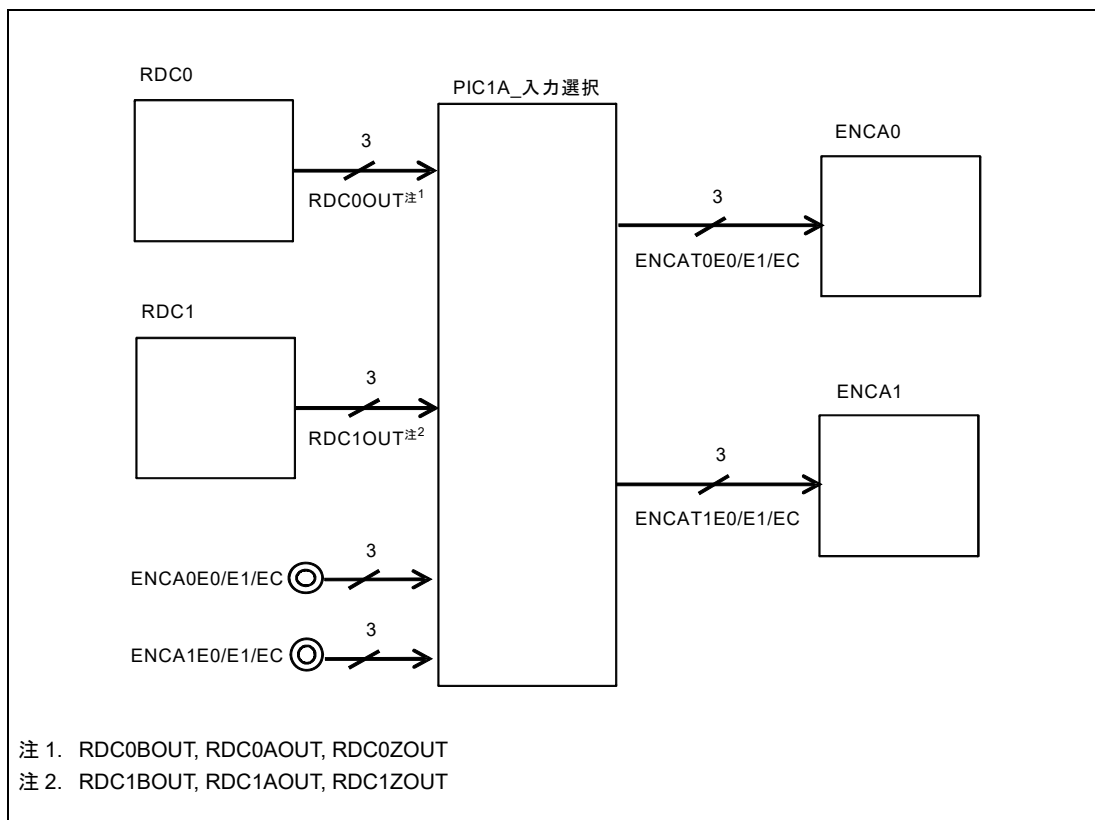 RDC0
PIC1A_入力選択
3
RDC0OUT注1
ENCA0
3
ENCAT0E0/E1/EC
RDC1
3
RDC1OUT注2
ENCA1
3
ENCAT1E0/E1/EC
3
ENCA0E0/E1/EC
3
ENCA1E0/E1/EC
注 1. RDC0BOUT, RDC0AOUT, RDC0ZOUT
注 2. RDC1BOUT, RDC1AOUT, RDC1ZOUT